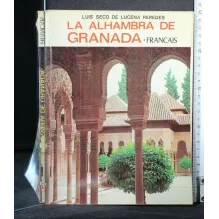 LUIS SECO DE LUCENA PAREDES
LA ALHAMBRA DE
GRANADA - FRANÇAIS